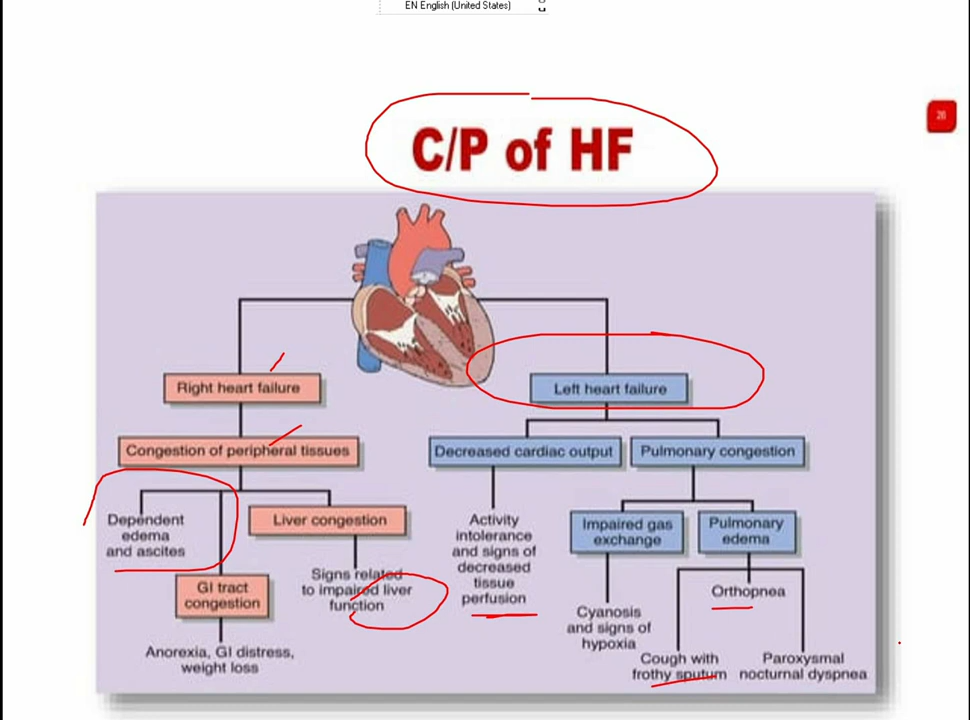 EN English (United States)
C/P of HF
26
Right heart failure
Left heart failure
Congestion of peripheral tissues
Decreased cardiac output
Pulmonary congestion
Dependent
edema
and ascites
Liver congestion
Activity
intolerance
and signs of
decreased
tissue
perfusion
Impaired gas
exchange
Pulmonary
edema
GI tract
congestion
Signs related
to impaired liver
function
Orthopnea
Cyanosis
and signs of
hypoxia
Anorexia, GI distress,
weight loss
Cough with
frothy sputum
Paroxysmal
nocturnal dyspnea